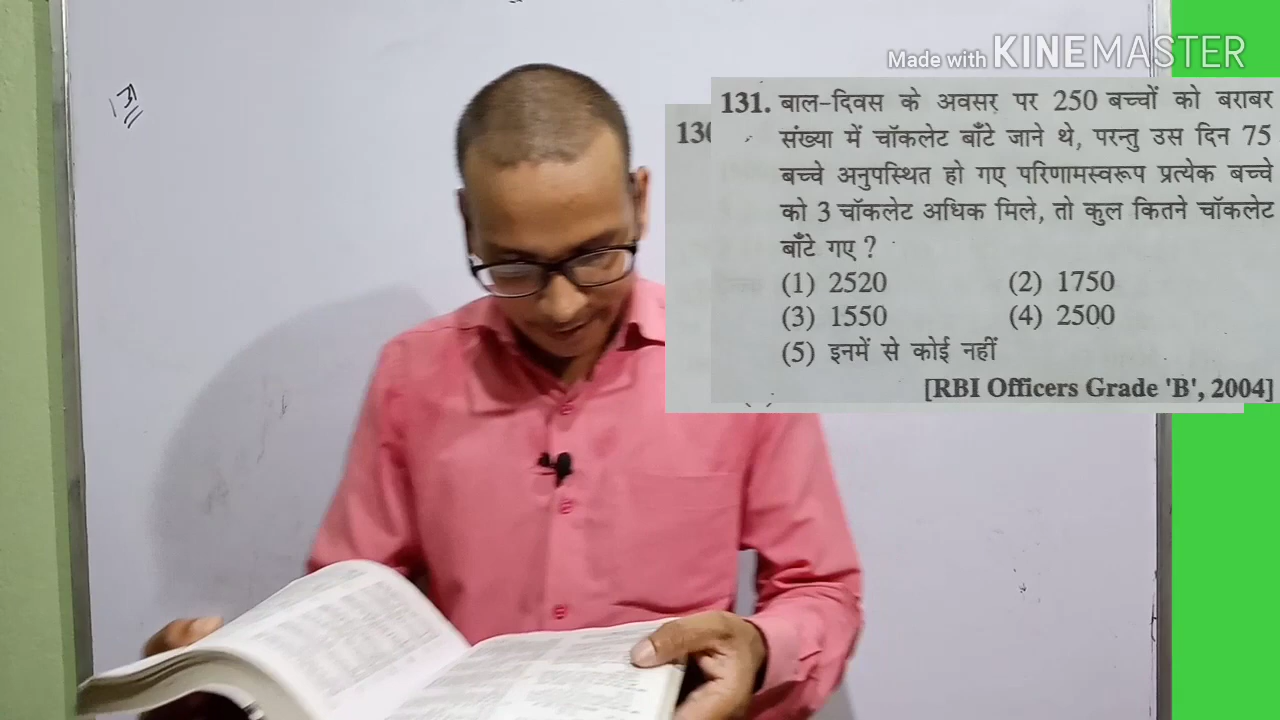 Made with KINEMASTER
131. बाल-दिवस के अवसर पर 250 बच्चों को बराबर
130
संख्या में चॉकलेट बाँटे जाने थे, परन्तु उस दिन 75
बच्चे अनुपस्थित हो गए परिणामस्वरूप प्रत्येक बच्चे
को 3 चॉकलेट अधिक मिले, तो कुल कितने चॉकलेट
बाँटे गए ?
(1) 2520 (2) 1750
(3) 1550 (4) 2500
(5) इनमें से कोई नहीं
[RBI Officers Grade 'B', 2004]